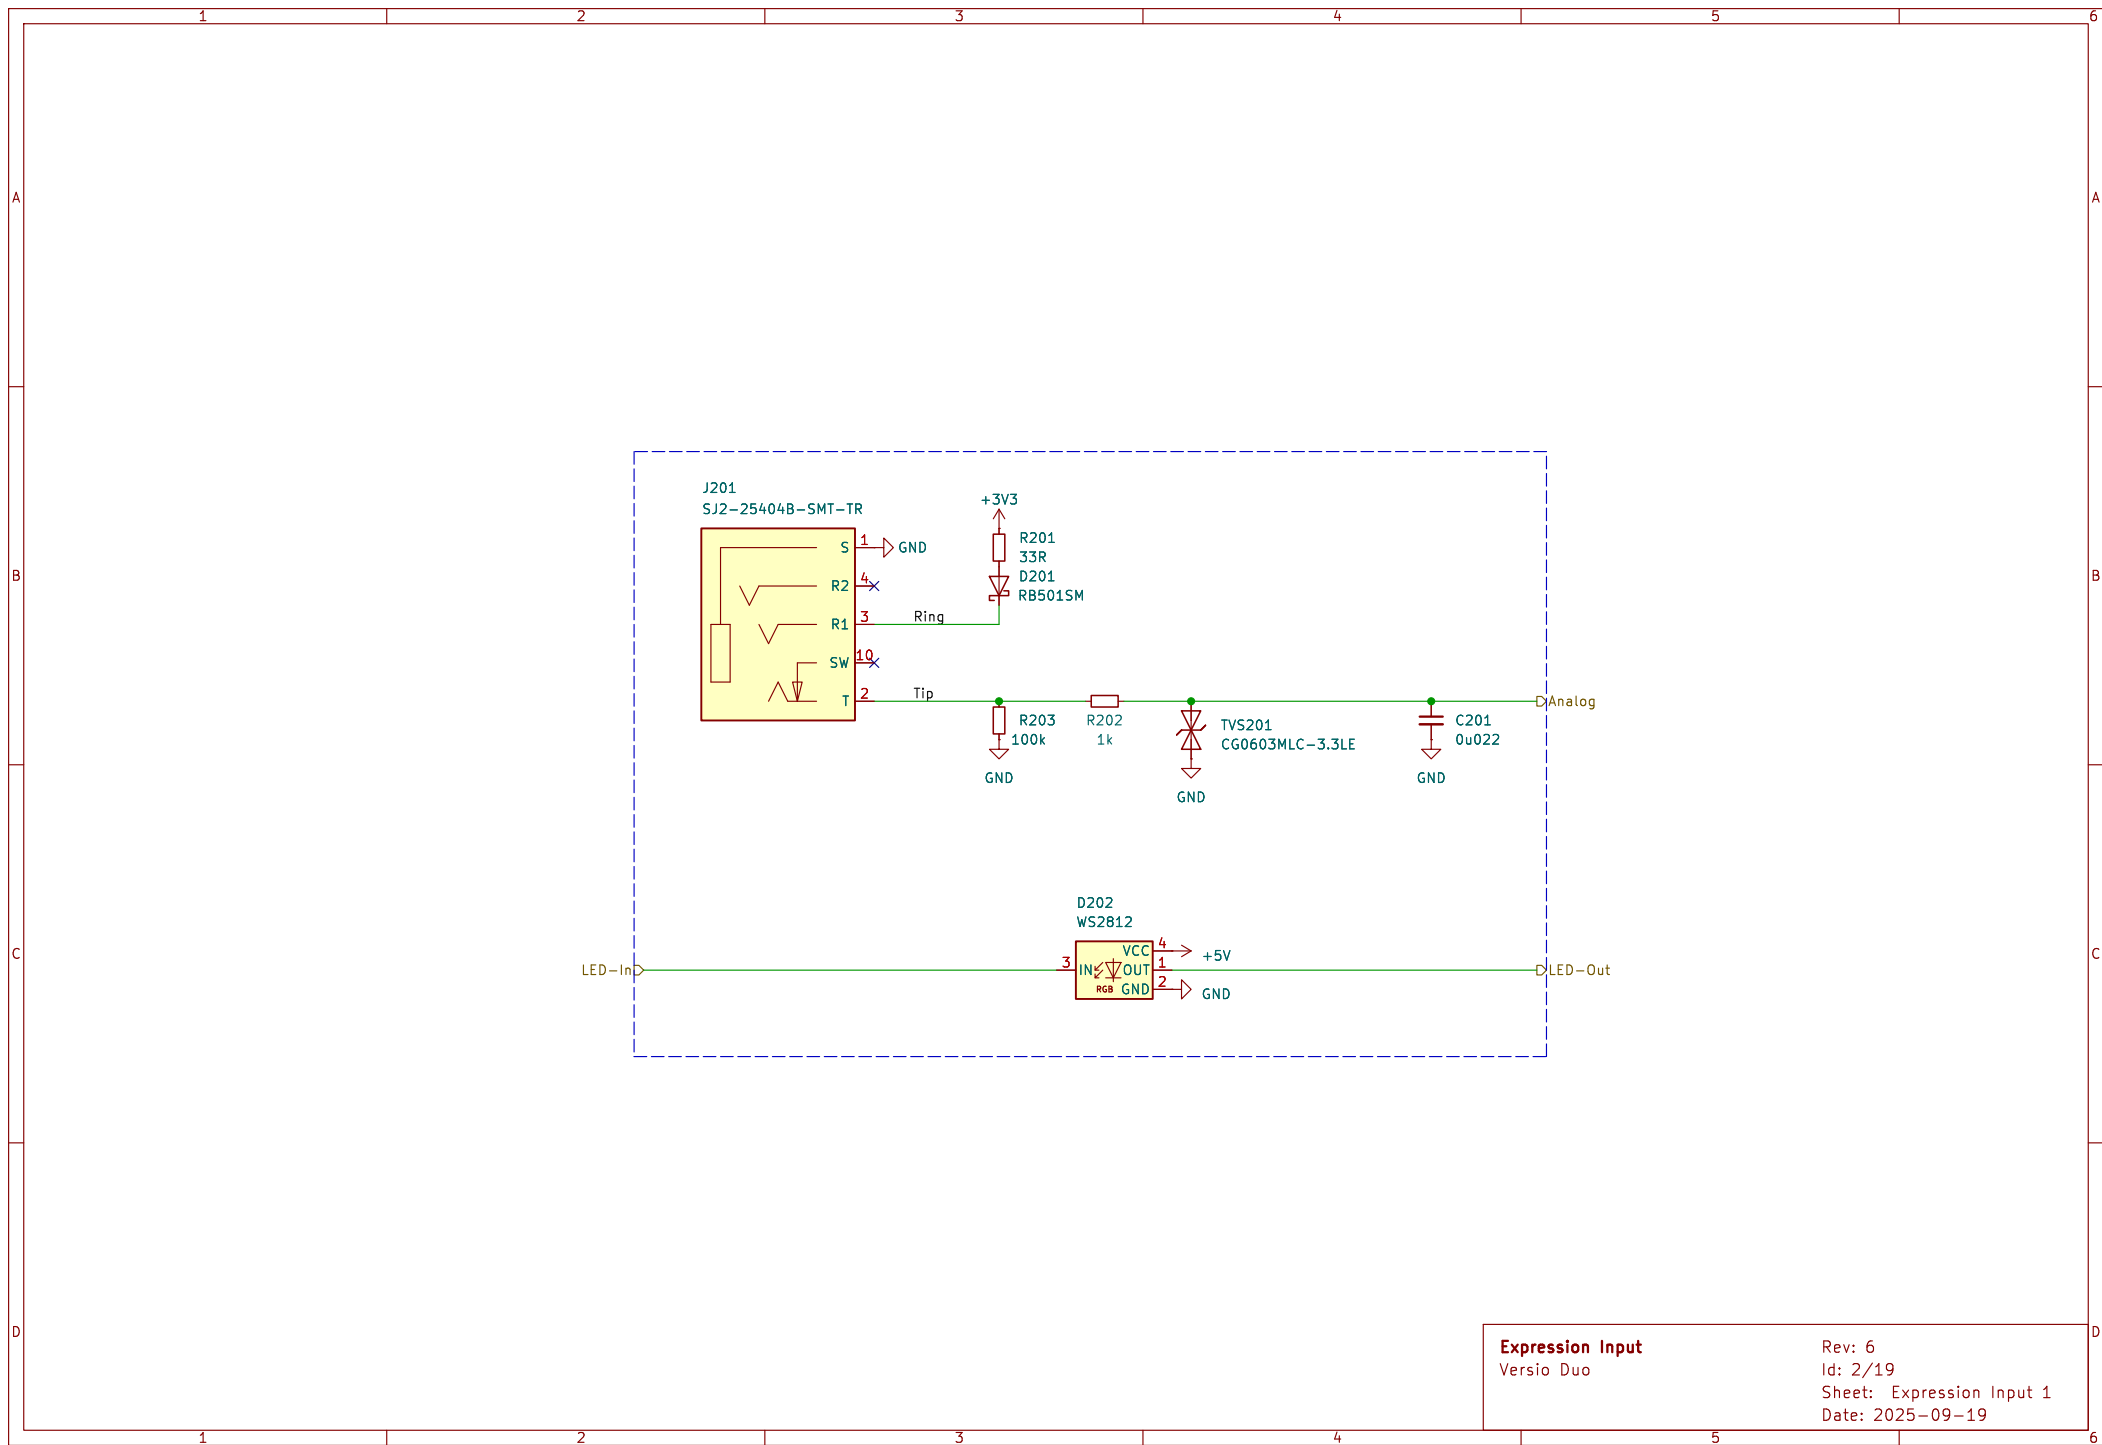 1 2 3 4 5 6
A A
J201
SJ2-25404B-SMT-TR
+3V3
S 1 GND
R201
33R
B B
R2 4
D201
RB501SM
R1 3 Ring
SW 10
T 2 Tip
Analog
R203
100k
R202
1k
TVS201
CG0603MLC-3.3LE
C201
0u022
GND
GND
GND
D202
WS2812
C C
VCC 4 +5V
LED-In 3 IN OUT 1 LED-Out
RGB GND 2 GND
D D
Expression Input
Versio Duo
Rev: 6
Id: 2/19
Sheet: Expression Input 1
Date: 2025-09-19
1 2 3 4 5 6